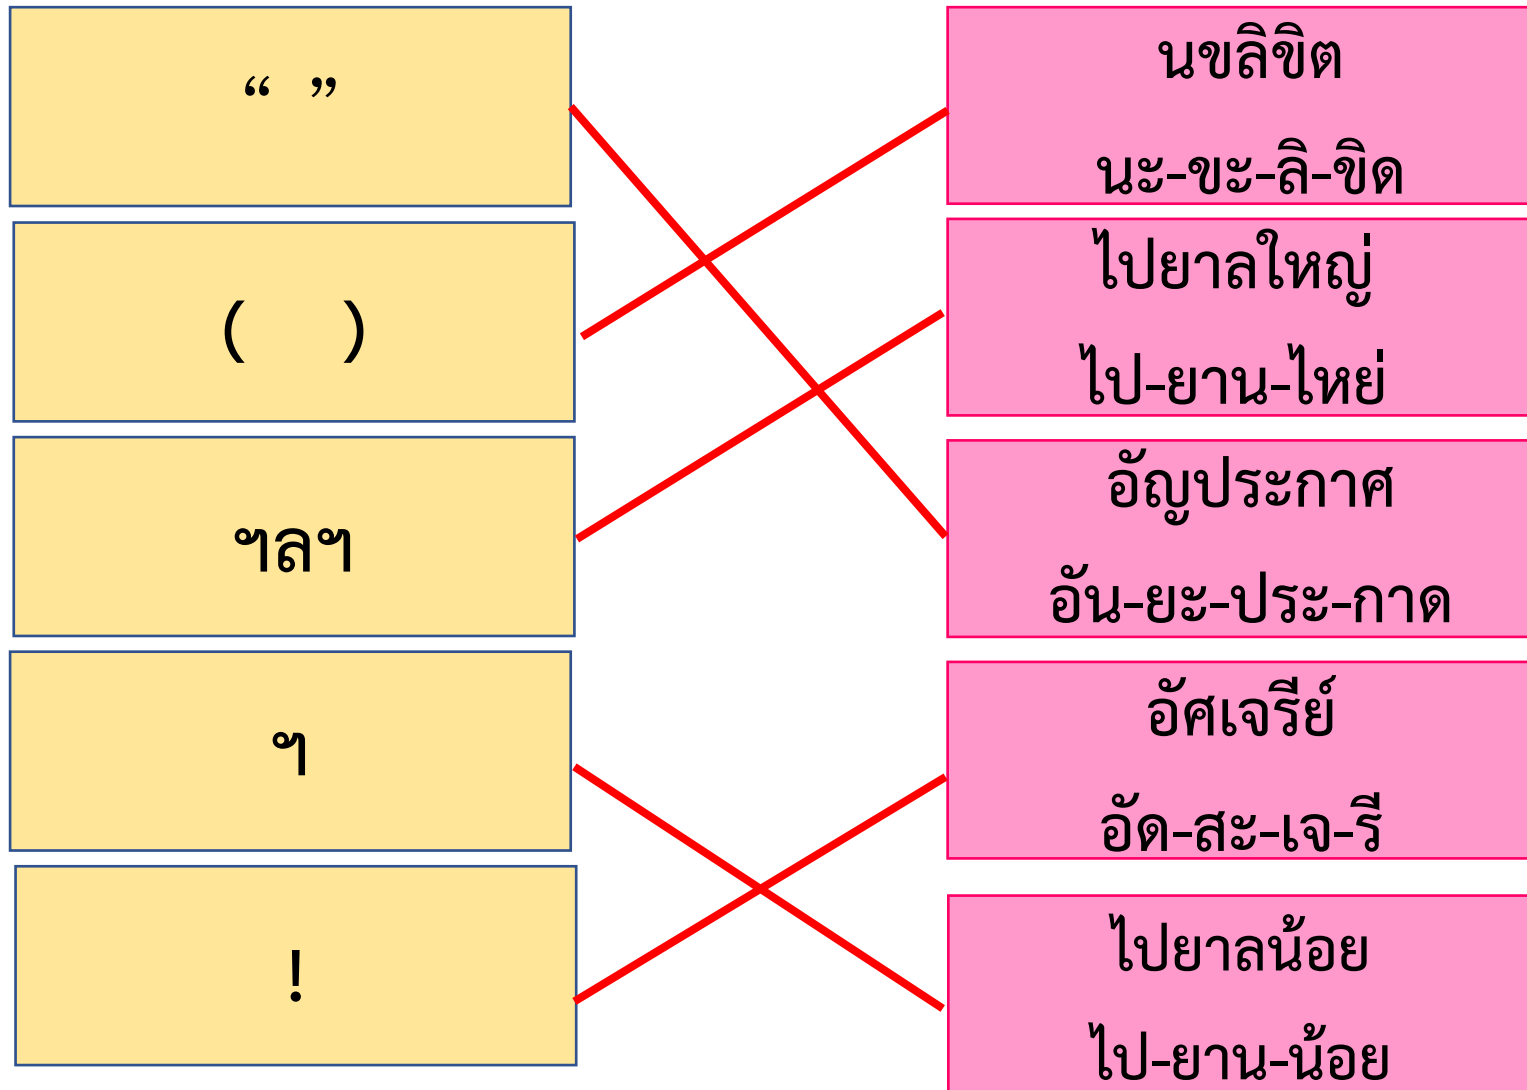 “ ”
( )
ฯลฯ
ฯ
!
นขลิขิต
นะ-ขะ-ลิ-ขิด
ไปยาลใหญ่
ไป-ยาน-ไหย่
อัญประกาศ
อัน-ยะ-ประ-กาด
อัศเจรีย์
อัด-สะ-เจ-รี
ไปยาลน้อย
ไป-ยาน-น้อย